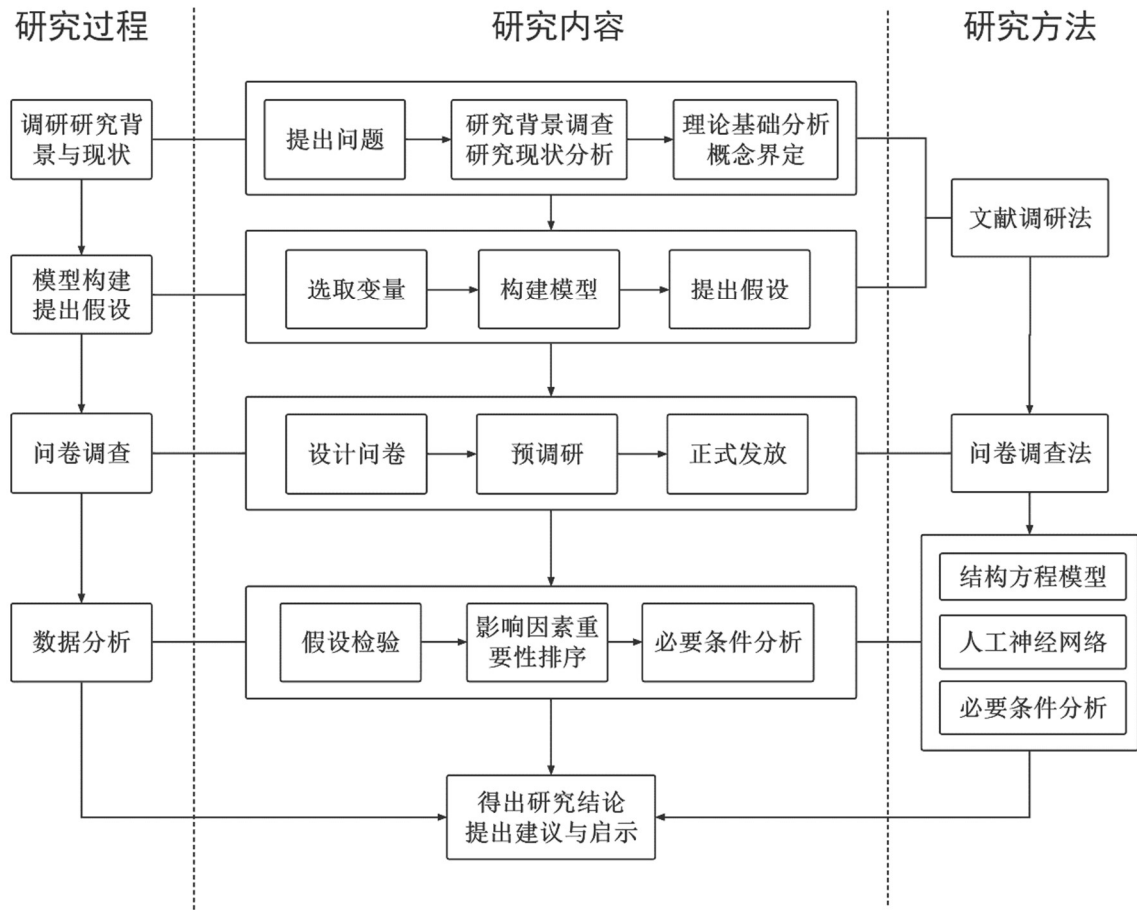 研究过程
研究内容
研究方法
调研研究背
景与现状
提出问题
研究背景调查
研究现状分析
理论基础分析
概念界定
文献调研法
模型构建
提出假设
选取变量
构建模型
提出假设
问卷调查
设计问卷
预调研
正式发放
问卷调查法
数据分析
假设检验
影响因素重
要性排序
必要条件分析
结构方程模型
人工神经网络
必要条件分析
得出研究结论
提出建议与启示